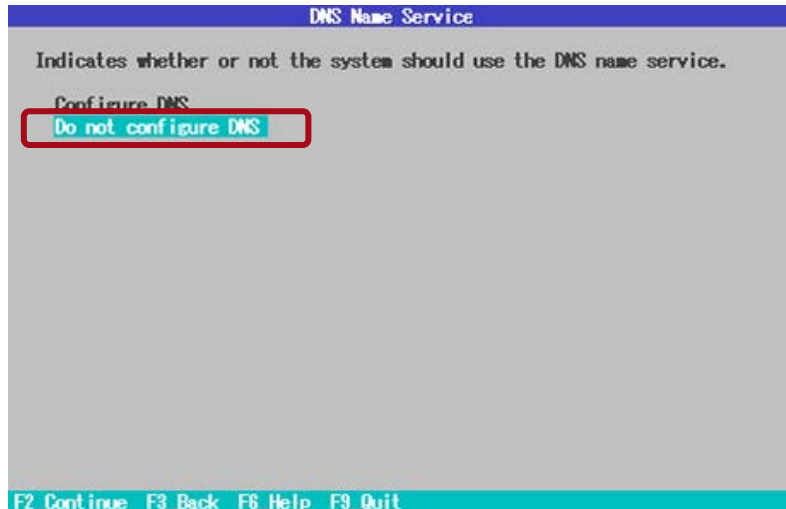 DNS Name Service
Indicates whether or not the system should use the DNS name service.
Configure DNS
Do not configure DNS
F2 Continue F3 Back F6 Help F9 Quit